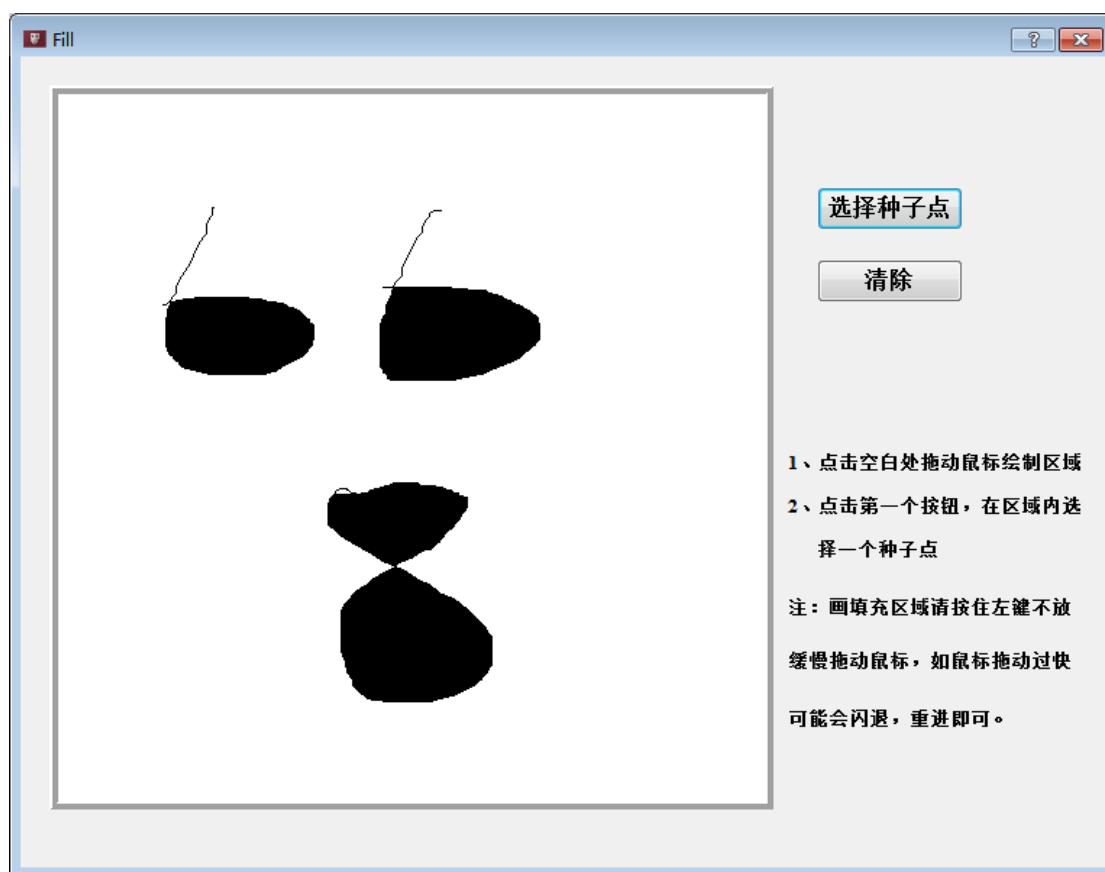 Fill
选择种子点
清除
1、点击空白处拖动鼠标绘制区域
2、点击第一个按钮，在区域内选
择一个种子点
注：画填充区域请按住左键不放
缓慢拖动鼠标，如鼠标拖动过快
可能会闪退，重进即可。